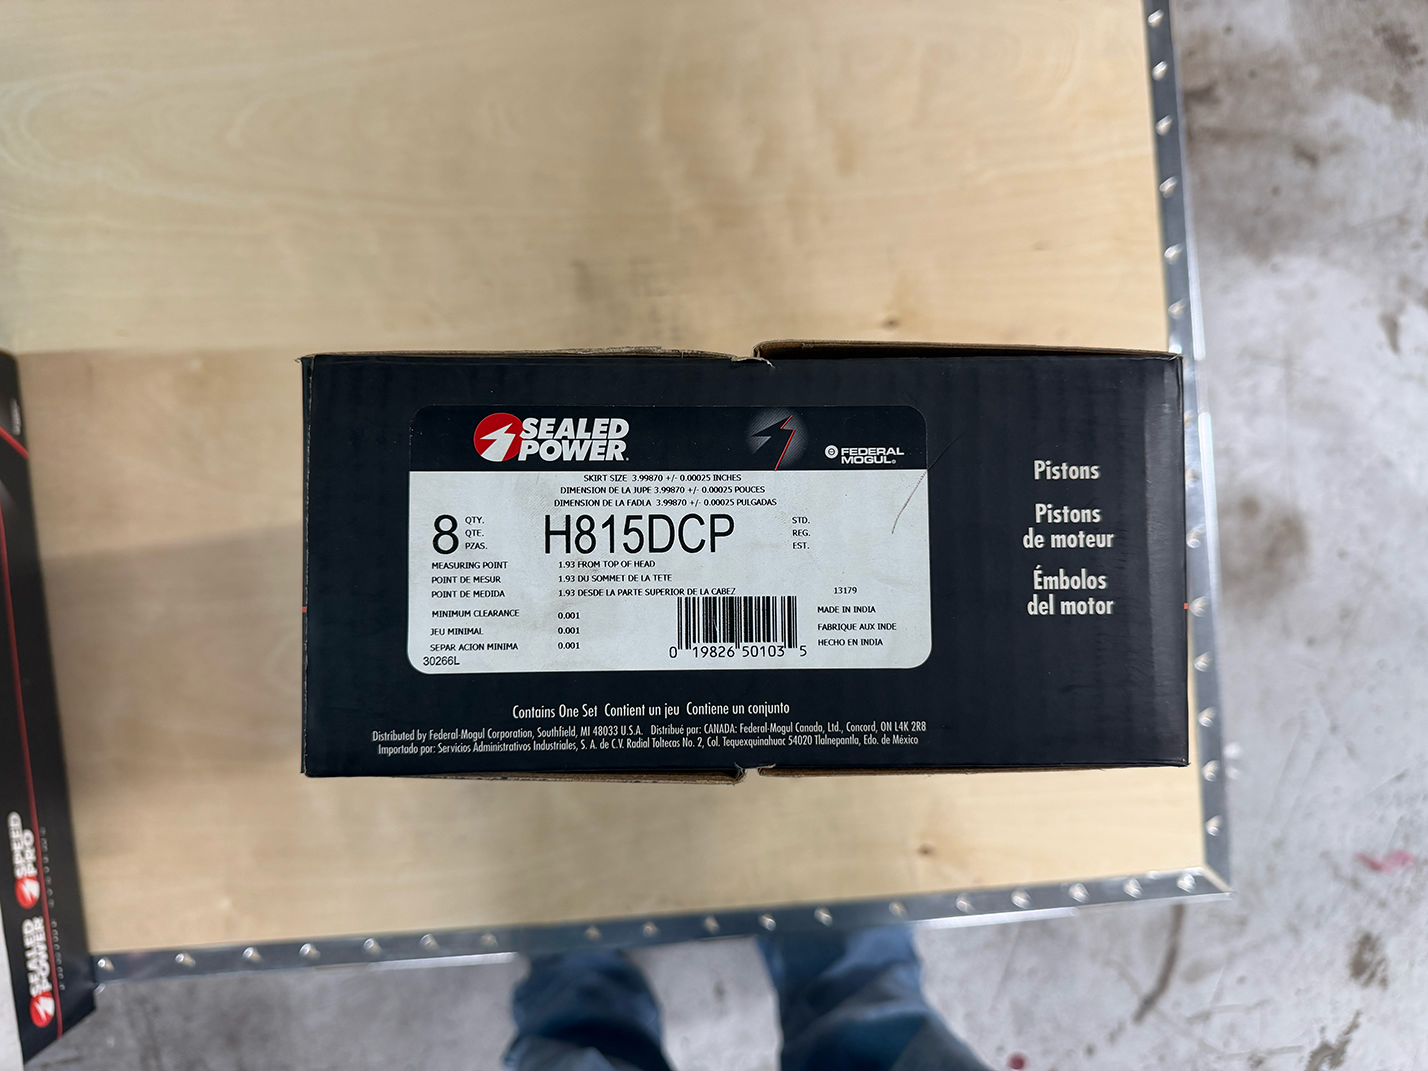 SEALED
POWER
FEDERAL
MOGUL
SKIRT SIZE 3.99870 +/- 0.00025 INCHES
DIMENSION DE LA JUPE 3.99870 +/- 0.00025 POUCES
DIMENSION DE LA FADLA 3.99870 +/- 0.00025 PULGADAS
8 QTY.
QTE.
PZAS.
H815DCP
STD.
REG.
EST.
MEASURING POINT 1.93 FROM TOP OF HEAD
POINT DE MESUR 1.93 DU SOMMET DE LA TETE
POINT DE MEDIDA 1.93 DESDE LA PARTE SUPERIOR DE LA CABEZ
MINIMUM CLEARANCE 0.001
JEU MINIMAL 0.001
SEPAR ACION MINIMA 0.001
30266L
0 19826 50103 5
13179
MADE IN INDIA
FABRIQUE AUX INDE
HECHO EN INDIA
Pistons
Pistons
de moteur
Émbolos
del motor
Contains One Set Contient un jeu Contiene un conjunto
Distributed by Federal-Mogul Corporation, Southfield, MI 48033 U.S.A. Distribué par: CANADA: Federal-Mogul Canada, Ltd., Concord, ON L4K 2R8
Importado por: Servicios Administrativos Industriales, S. A. de C.V. Radial Toltecas No. 2, Col. Tequexquinahuac 54020 Tlalnepantla, Edo. de México
SEALED
POWER
SPEED
PRO